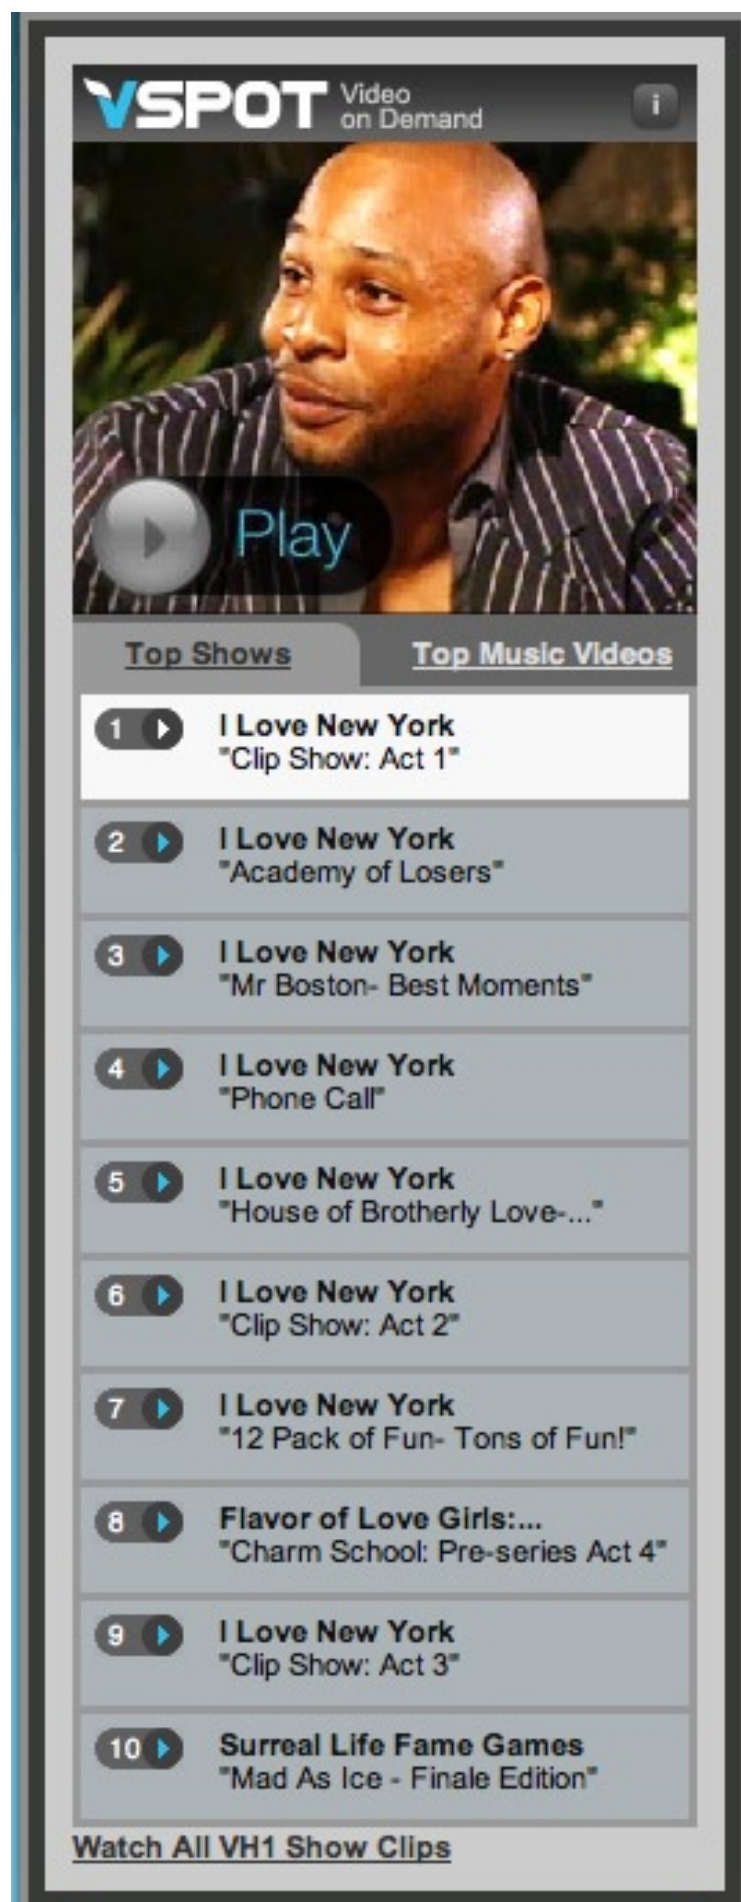 VSPOT Video
on Demand
i
Play
Top Shows Top Music Videos
1 I Love New York
"Clip Show: Act 1"
2 I Love New York
"Academy of Losers"
3 I Love New York
"Mr Boston- Best Moments"
4 I Love New York
"Phone Call"
5 I Love New York
"House of Brotherly Love-..."
6 I Love New York
"Clip Show: Act 2"
7 I Love New York
"12 Pack of Fun- Tons of Fun!"
8 Flavor of Love Girls:...
"Charm School: Pre-series Act 4"
9 I Love New York
"Clip Show: Act 3"
10 Surreal Life Fame Games
"Mad As Ice - Finale Edition"
Watch All VH1 Show Clips